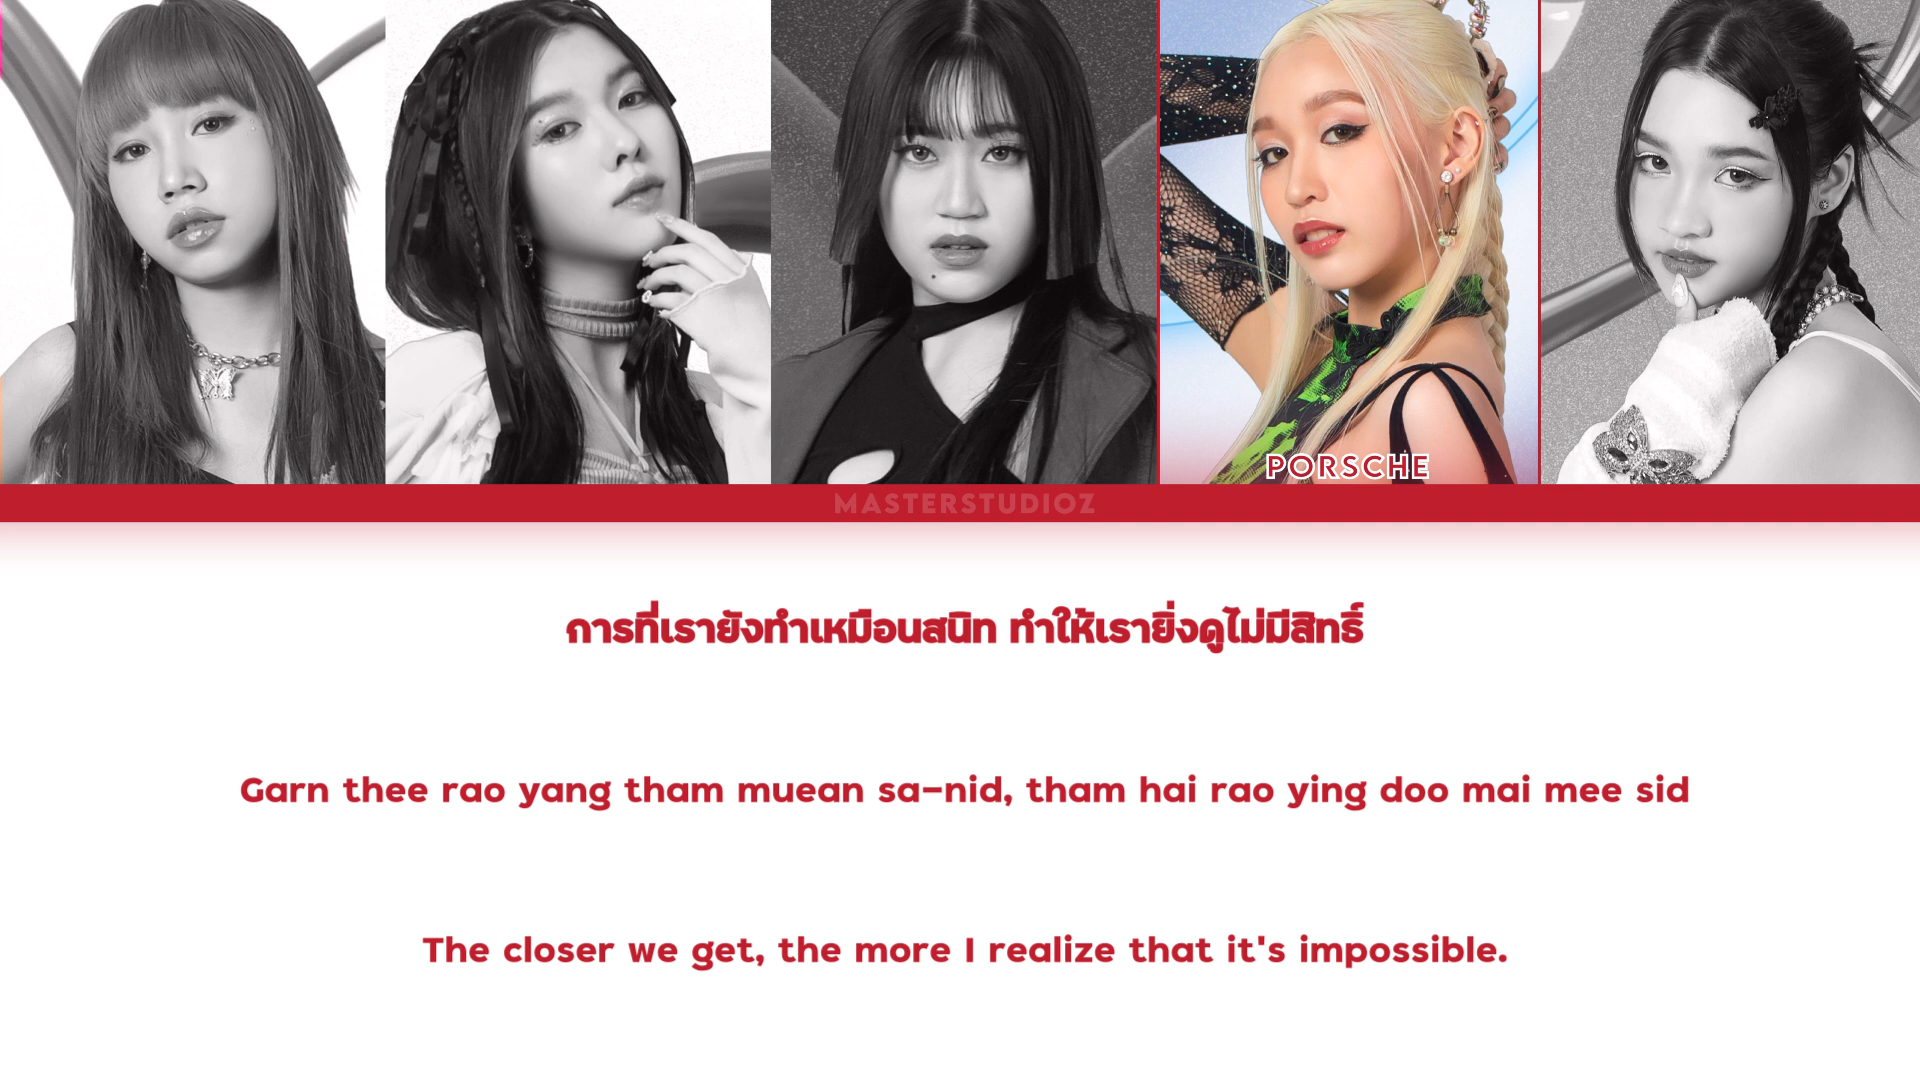 PORSCHE
MASTERSTUDIOZ
การที่เรายังทำเหมือนสนิท ทำให้เรายิ่งดูไม่มีสิทธิ์
Garn thee rao yang tham muean sa-nid, tham hai rao ying doo mai mee sid
The closer we get, the more I realize that it's impossible.